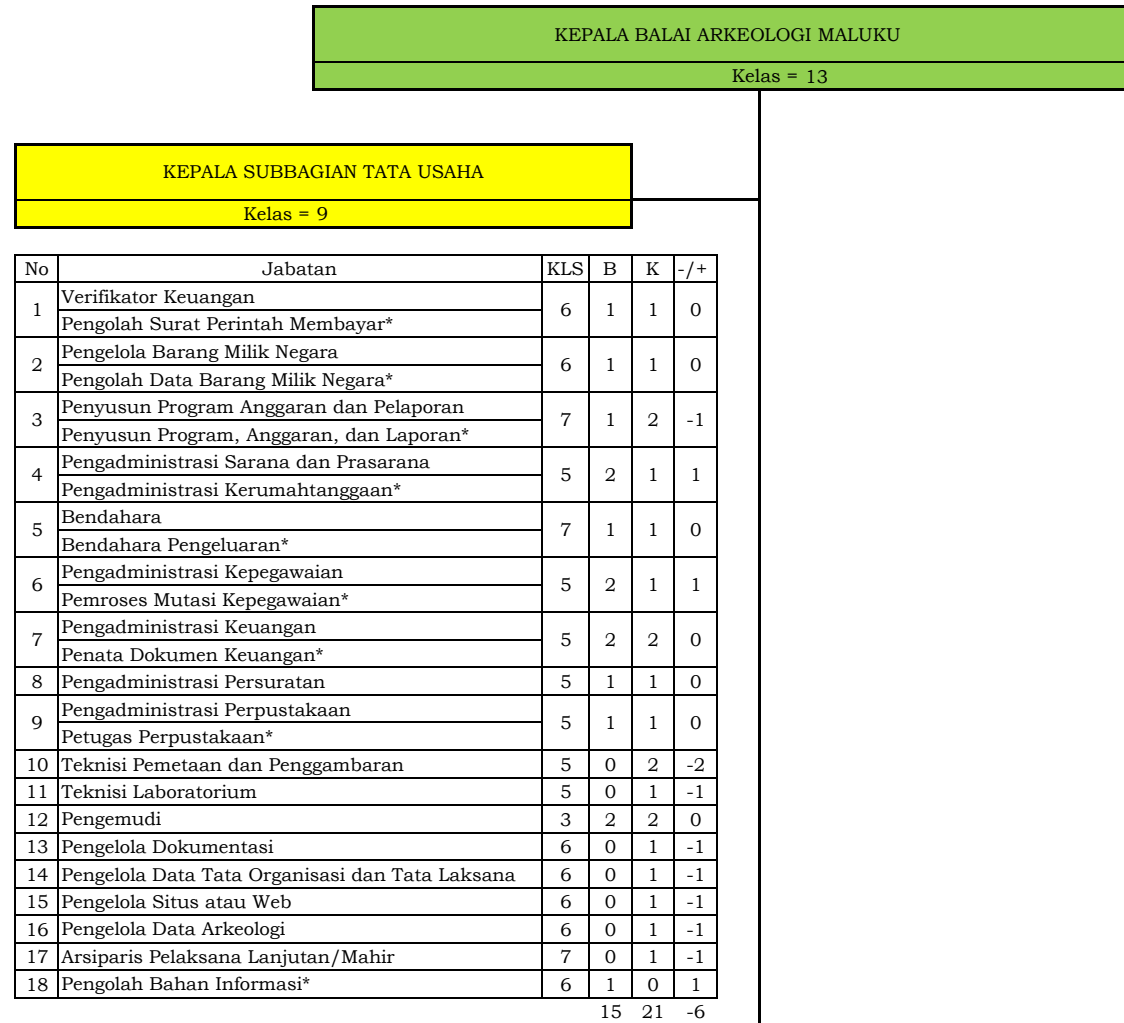 KEPALA BALAI ARKEOLOGI MALUKU
Kelas = 13
KEPALA SUBBAGIAN TATA USAHA
Kelas = 9
No Jabatan KLS B K -/+
1 Verifikator Keuangan 6 1 1 0
Pengolah Surat Perintah Membayar*
2 Pengelola Barang Milik Negara 6 1 1 0
Pengolah Data Barang Milik Negara*
3 Penyusun Program Anggaran dan Pelaporan 7 1 2 -1
Penyusun Program, Anggaran, dan Laporan*
4 Pengadministrasi Sarana dan Prasarana 5 2 1 1
Pengadministrasi Kerumahtanggaan*
5 Bendahara 7 1 1 0
Bendahara Pengeluaran*
6 Pengadministrasi Kepegawaian 5 2 1 1
Pemroses Mutasi Kepegawaian*
7 Pengadministrasi Keuangan 5 2 2 0
Penata Dokumen Keuangan*
8 Pengadministrasi Persuratan 5 1 1 0
9 Pengadministrasi Perpustakaan 5 1 1 0
Petugas Perpustakaan*
10 Teknisi Pemetaan dan Penggambaran 5 0 2 -2
11 Teknisi Laboratorium 5 0 1 -1
12 Pengemudi 3 2 2 0
13 Pengelola Dokumentasi 6 0 1 -1
14 Pengelola Data Tata Organisasi dan Tata Laksana 6 0 1 -1
15 Pengelola Situs atau Web 6 0 1 -1
16 Pengelola Data Arkeologi 6 0 1 -1
17 Arsiparis Pelaksana Lanjutan/Mahir 7 0 1 -1
18 Pengolah Bahan Informasi* 6 1 0 1
15 21 -6